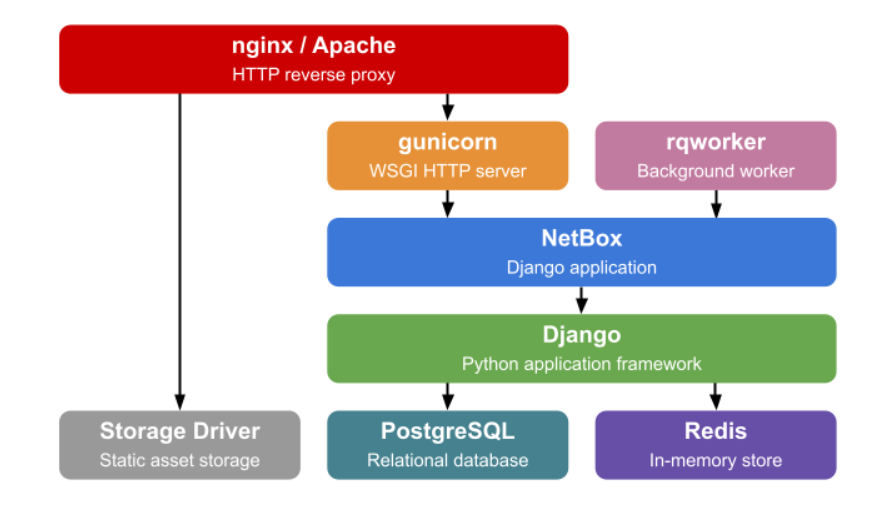 nginx / Apache
HTTP reverse proxy
gunicorn
WSGI HTTP server
rqworker
Background worker
NetBox
Django application
Django
Python application framework
Storage Driver
Static asset storage
PostgreSQL
Relational database
Redis
In-memory store